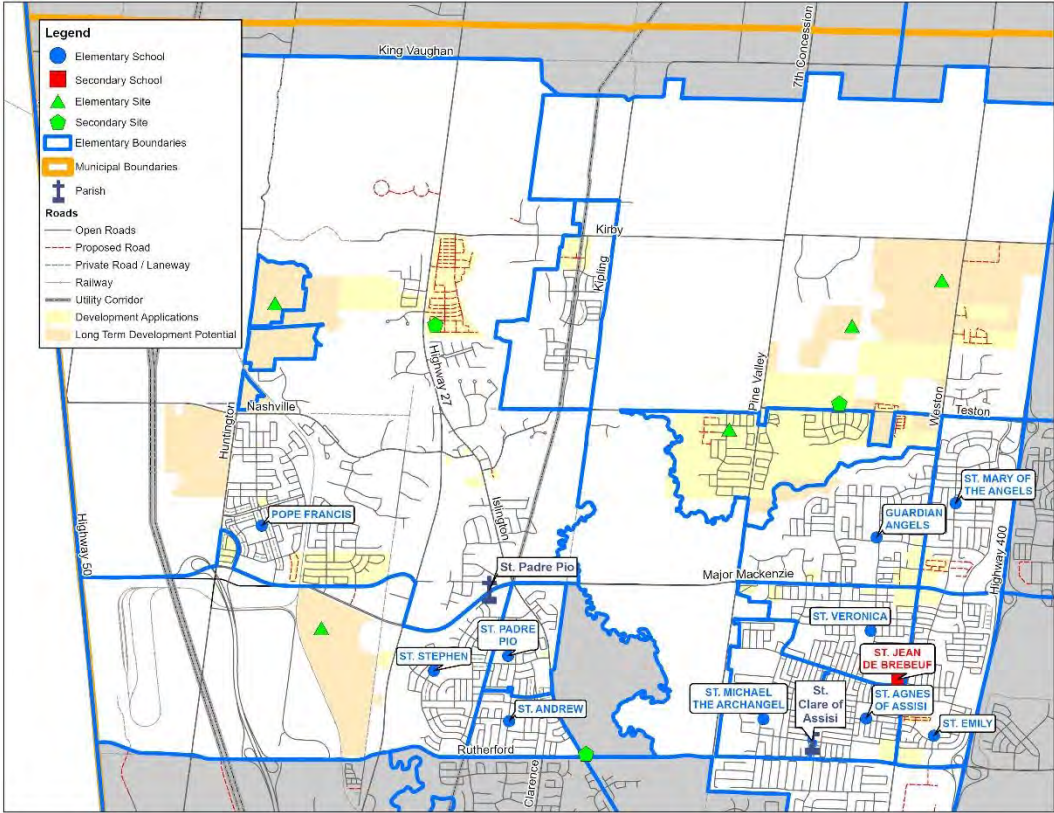 Legend
Elementary School
Secondary School
Elementary Site
Secondary Site
Elementary Boundaries
Municipal Boundaries
Parish
Roads
Open Roads
Proposed Road
Private Road / Laneway
Railway
Utility Corridor
Development Applications
Long Term Development Potential
King Vaughan
7th Concession
Kirby
Kipling
Highway 27
Pine Valley
Weston
Teston
Nashville
Huntington
Islington
Highway 50
Highway 400
Major Mackenzie
Rutherford
Clarence
POPE FRANCIS
St. Padre Pio
ST. PADRE
PIO
ST. STEPHEN
ST. ANDREW
ST. MARY OF
THE ANGELS
GUARDIAN
ANGELS
ST. VERONICA
ST. JEAN
DE BREBEUF
ST. MICHAEL
THE ARCHANGEL
St.
Clare of
Assisi
ST. AGNES
OF ASSISI
ST. EMILY